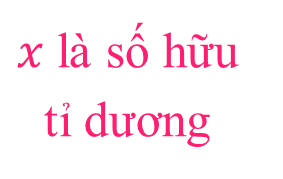 x là số hữu
tỉ dương